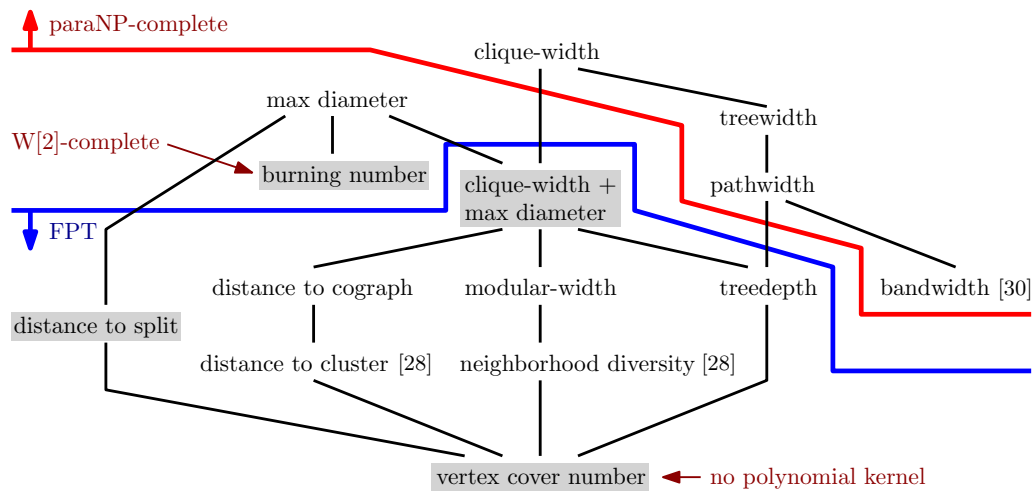 paraNP-complete
clique-width
max diameter
treewidth
W[2]-complete
burning number
clique-width +
max diameter
pathwidth
FPT
distance to cograph
modular-width
treedepth
bandwidth [30]
distance to split
distance to cluster [28]
neighborhood diversity [28]
vertex cover number
no polynomial kernel